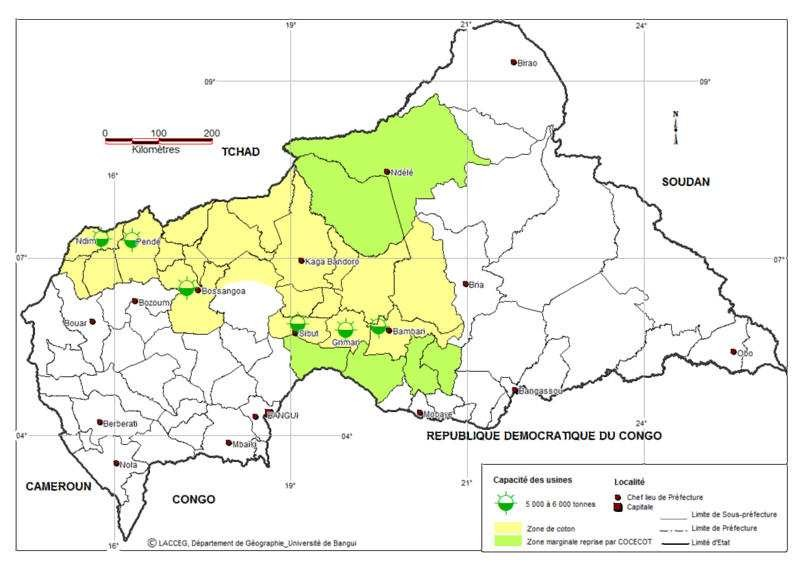 19°
21°
24°
Birao
09°
09°
N
0 100 200
Kilomètres
TCHAD
Ndélé
16°
SOUDAN
Ndim
Pendé
07°
Kaga Bandoro
07°
Bossangoa
Bria
Bozoum
Bouar
Sibut
Grimari
Bambari
Obo
Bangassou
BANGUI
Mobaye
Berberati
04°
Mbaïki
04°
24°
REPUBLIQUE DEMOCRATIQUE DU CONGO
Nola
CAMEROUN
CONGO
19°
21°
16°
Capacité des usines
5 000 à 6 000 tonnes
Zone de coton
Zone marginale reprise par COCECOT
Localité
Chef lieu de Préfecture
Capitale
Limite de Sous-préfecture
Limite de Préfecture
Limité d'Etat
© LACCEG, Département de Géographie_Université de Bangui